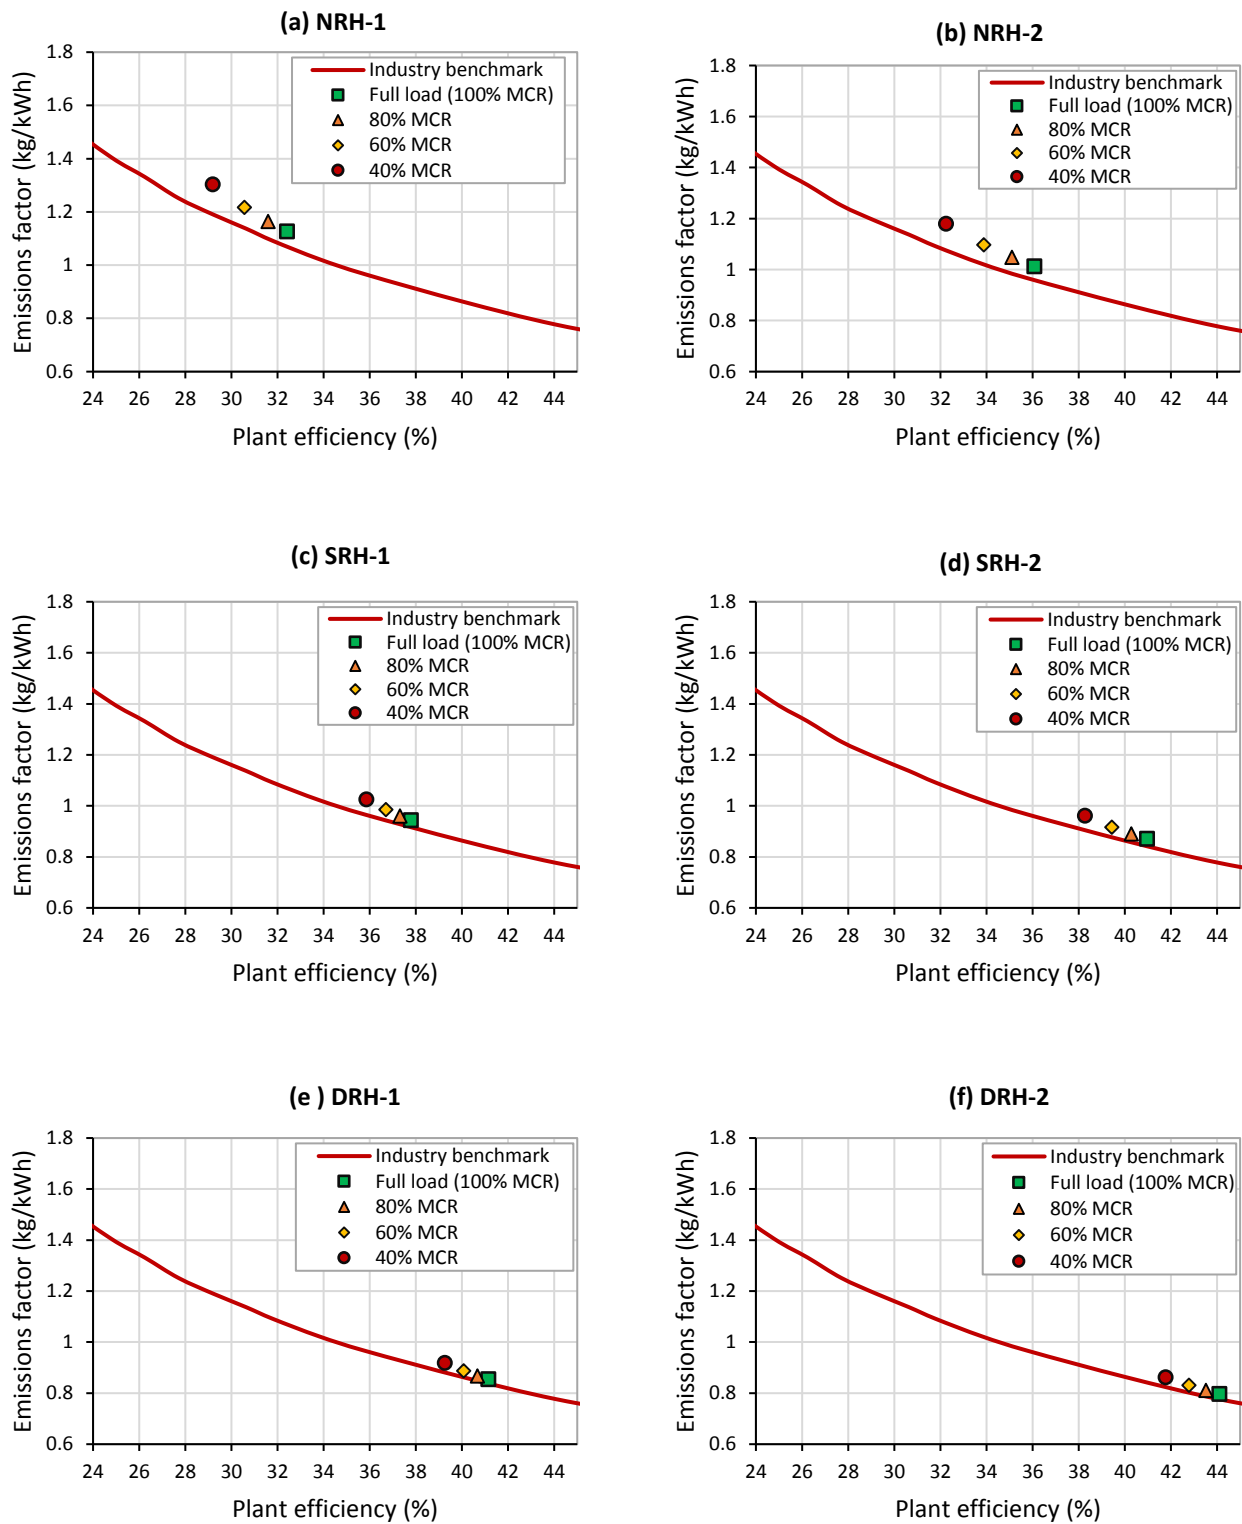 (a) NRH-1
Emissions factor (kg/kWh)
1.8
1.6
1.4
1.2
1
0.8
0.6
Industry benchmark
Full load (100% MCR)
80% MCR
60% MCR
40% MCR
24 26 28 30 32 34 36 38 40 42 44
Plant efficiency (%)
(b) NRH-2
Emissions factor (kg/kWh)
1.8
1.6
1.4
1.2
1
0.8
0.6
Industry benchmark
Full load (100% MCR)
80% MCR
60% MCR
40% MCR
24 26 28 30 32 34 36 38 40 42 44
Plant efficiency (%)
(c) SRH-1
Emissions factor (kg/kWh)
1.8
1.6
1.4
1.2
1
0.8
0.6
Industry benchmark
Full load (100% MCR)
80% MCR
60% MCR
40% MCR
24 26 28 30 32 34 36 38 40 42 44
Plant efficiency (%)
(d) SRH-2
Emissions factor (kg/kWh)
1.8
1.6
1.4
1.2
1
0.8
0.6
Industry benchmark
Full load (100% MCR)
80% MCR
60% MCR
40% MCR
24 26 28 30 32 34 36 38 40 42 44
Plant efficiency (%)
(e ) DRH-1
Emissions factor (kg/kWh)
1.8
1.6
1.4
1.2
1
0.8
0.6
Industry benchmark
Full load (100% MCR)
80% MCR
60% MCR
40% MCR
24 26 28 30 32 34 36 38 40 42 44
Plant efficiency (%)
(f) DRH-2
Emissions factor (kg/kWh)
1.8
1.6
1.4
1.2
1
0.8
0.6
Industry benchmark
Full load (100% MCR)
80% MCR
60% MCR
40% MCR
24 26 28 30 32 34 36 38 40 42 44
Plant efficiency (%)